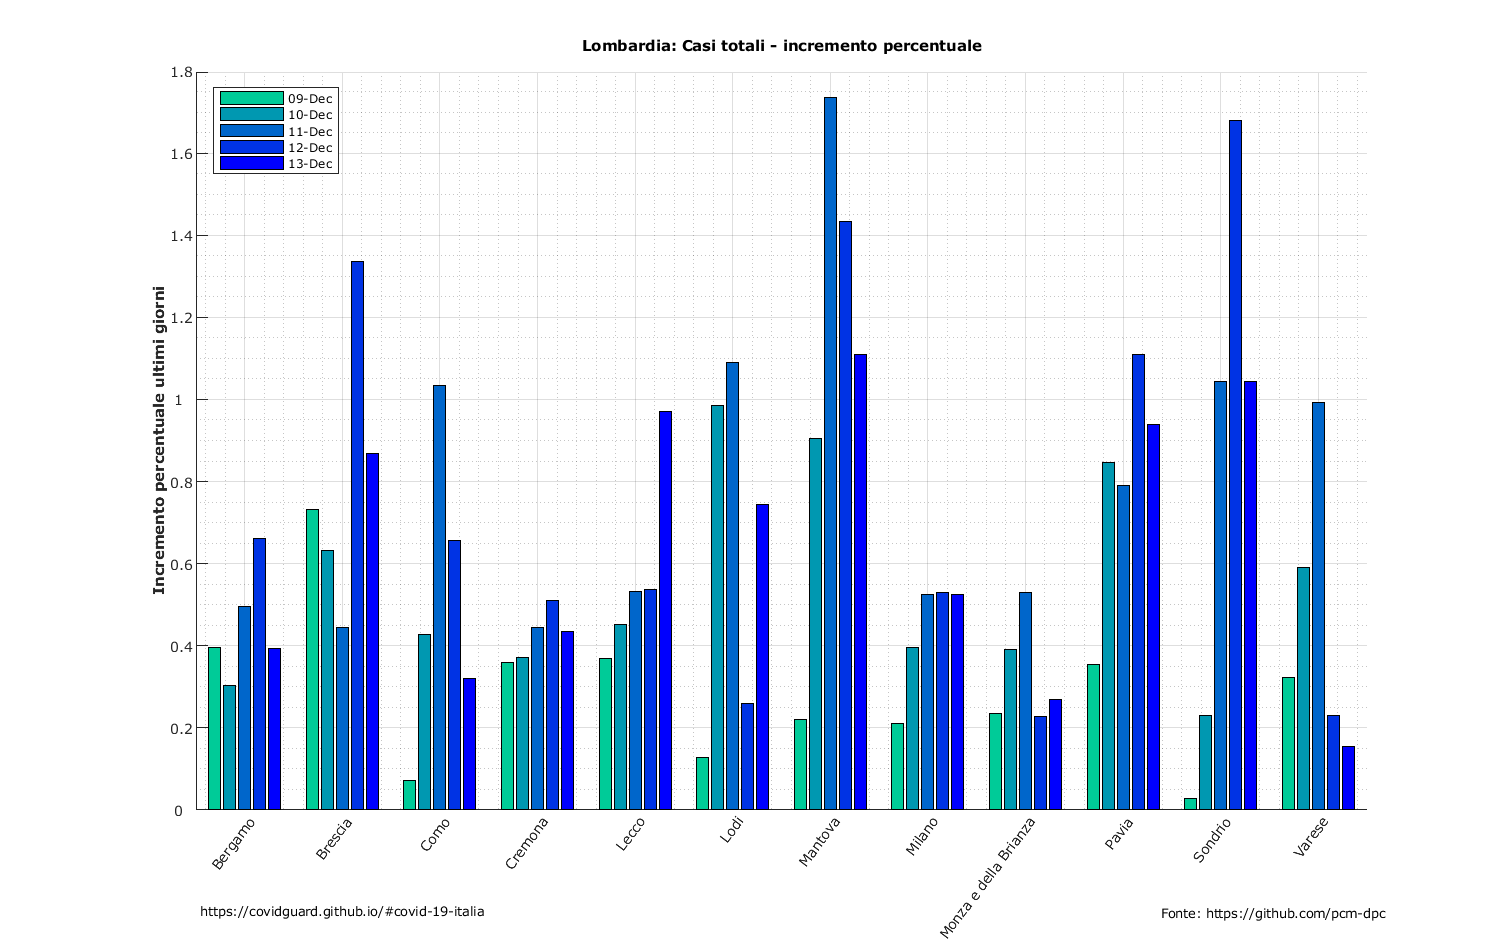 Lombardia: Casi totali - incremento percentuale
Incremento percentuale ultimi giorni
1.8
1.6
1.4
1.2
1
0.8
0.6
0.4
0.2
0
09-Dec
10-Dec
11-Dec
12-Dec
13-Dec
Bergamo
Brescia
Como
Cremona
Lecco
Lodi
Mantova
Milano
Monza e della Brianza
Pavia
Sondrio
Varese
https://covidguard.github.io/#covid-19-italia
Fonte: https://github.com/pcm-dpc